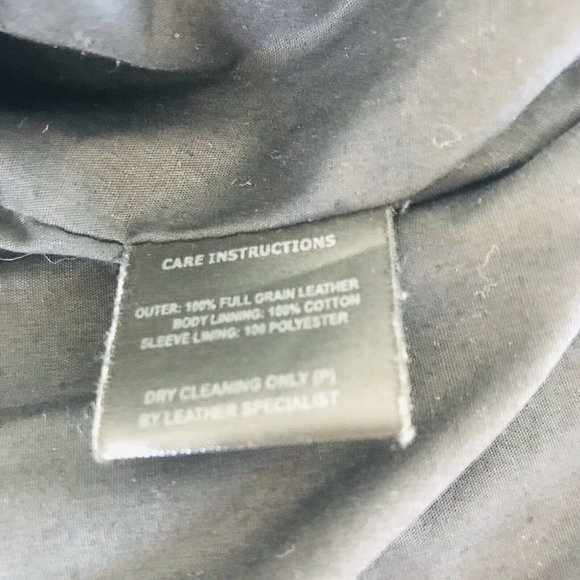 CARE INSTRUCTIONS
OUTER: 100% FULL GRAIN LEATHER
BODY LINNING: 100% COTTON
SLEEVE LINING: 100 POLYESTER
DRY CLEANING ONLY (P)
BY LEATHER SPECIALIST